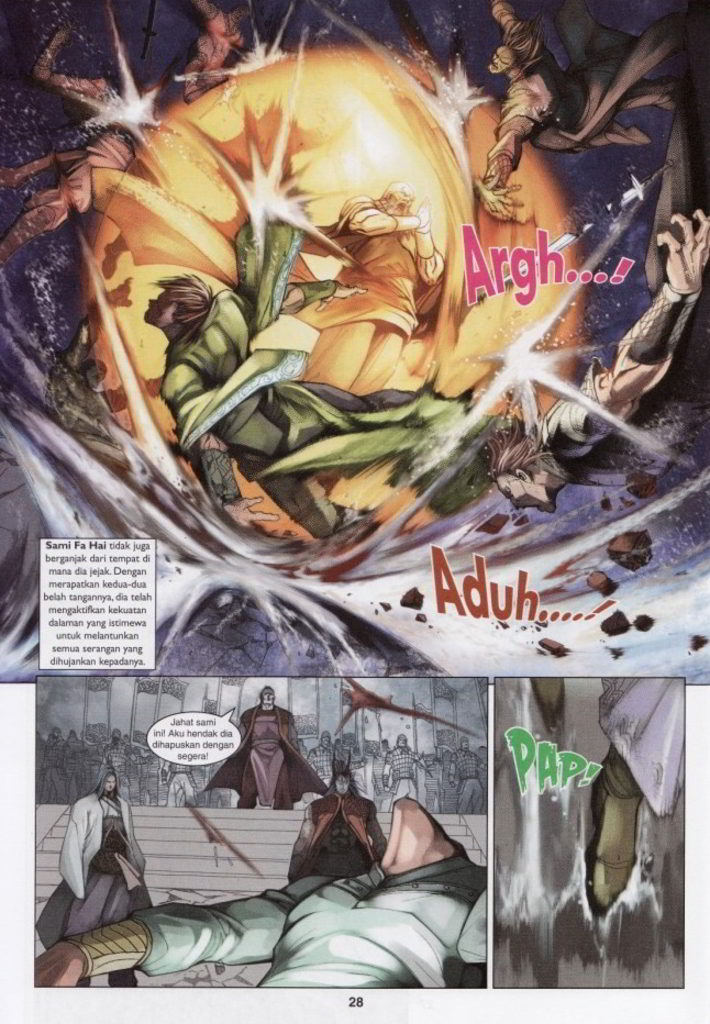 Argh....!
Aduh.....!
Sami Fa Hai tidak juga
berganjak dari tempat di
mana dia jejak. Dengan
merapatkan kedua-dua
belah tangannya, dia telah
mengaktifkan kekuatan
dalaman yang istimewa
untuk melantunkan
semua serangan yang
dihujankan kepadanya.
Jahat sami
ini! Aku hendak dia
dihapuskan dengan
segera!
PAP!
28